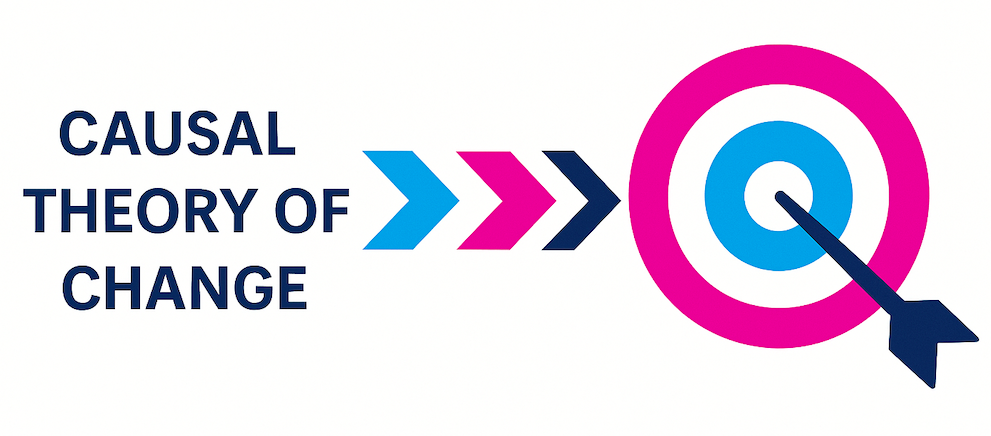 CAUSAL
THEORY OF
CHANGE